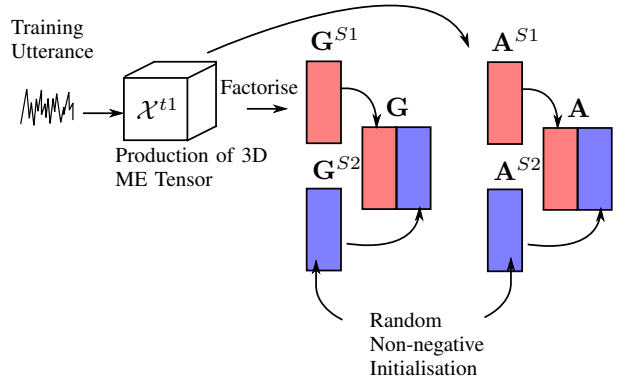 Training
Utterance
𝒳^{t1}
Production of 3D
ME Tensor
Factorise
G^{S1}
G
G^{S2}
A^{S1}
A
A^{S2}
Random
Non-negative
Initialisation